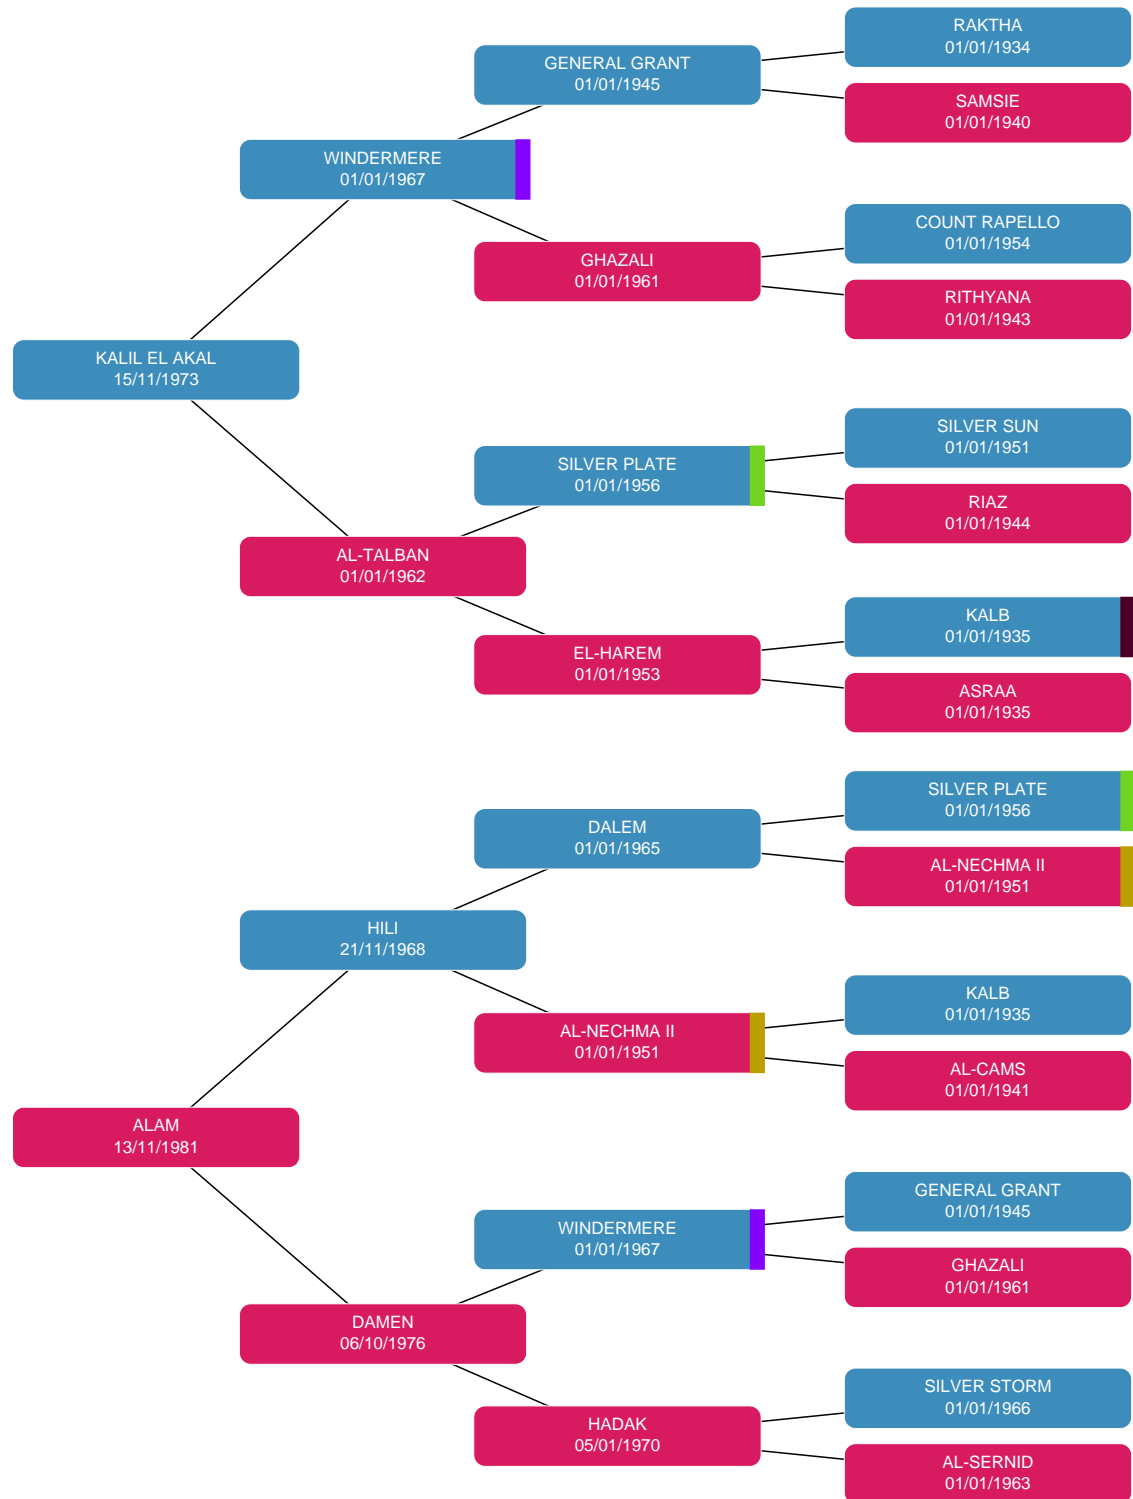 RAKTHA
01/01/1934
GENERAL GRANT
01/01/1945
SAMSIE
01/01/1940
WINDERMERE
01/01/1967
COUNT RAPELLO
01/01/1954
GHAZALI
01/01/1961
RITHYANA
01/01/1943
KALIL EL AKAL
15/11/1973
SILVER SUN
01/01/1951
SILVER PLATE
01/01/1956
RIAZ
01/01/1944
AL-TALBAN
01/01/1962
KALB
01/01/1935
EL-HAREM
01/01/1953
ASRAA
01/01/1935
SILVER PLATE
01/01/1956
DALEM
01/01/1965
AL-NECHMA II
01/01/1951
HILI
21/11/1968
KALB
01/01/1935
AL-NECHMA II
01/01/1951
AL-CAMS
01/01/1941
ALAM
13/11/1981
GENERAL GRANT
01/01/1945
WINDERMERE
01/01/1967
GHAZALI
01/01/1961
DAMEN
06/10/1976
SILVER STORM
01/01/1966
HADAK
05/01/1970
AL-SERNID
01/01/1963